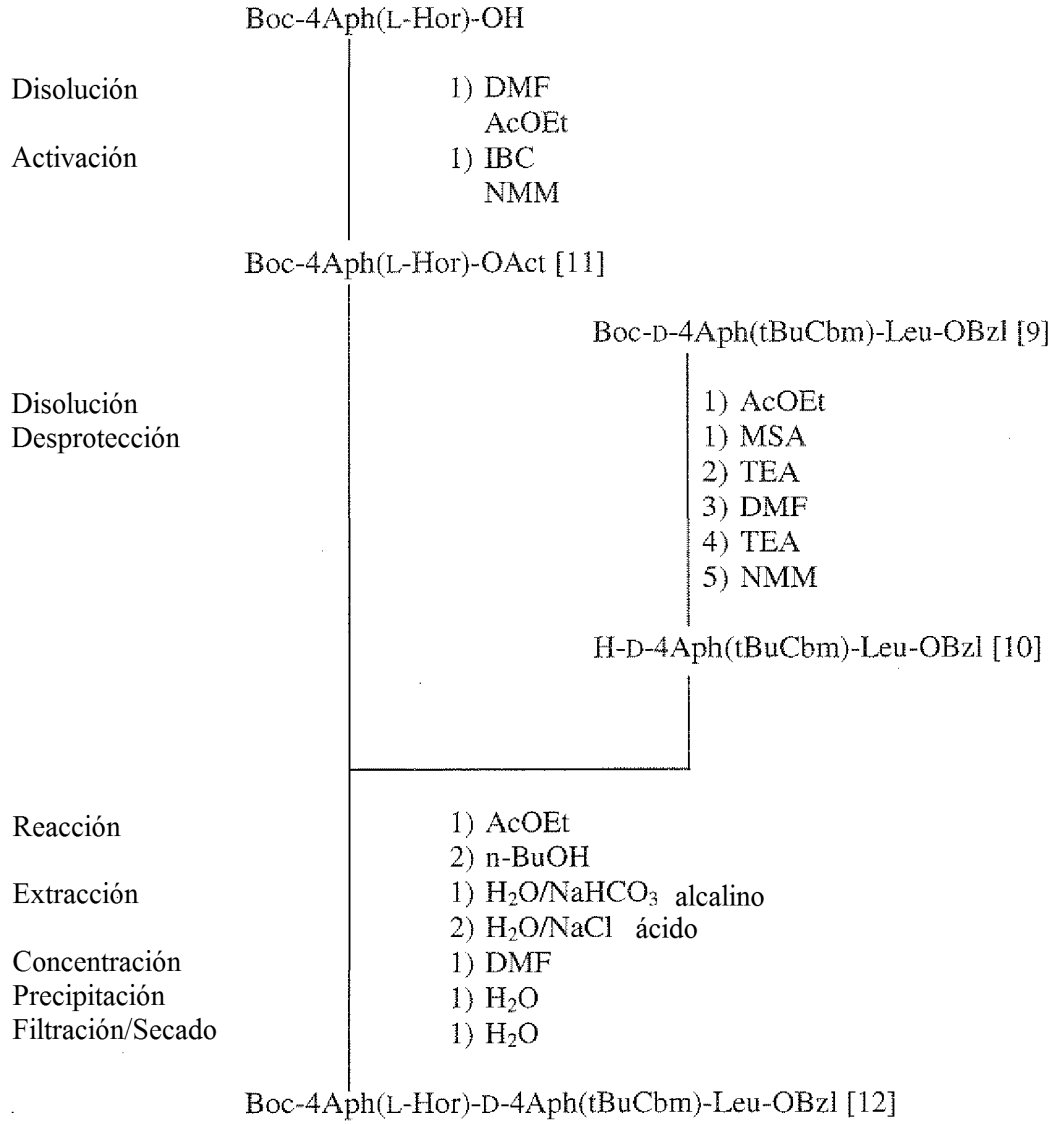 Boc-4Aph(L-Hor)-OH
Disolución 1) DMF
AcOEt
Activación 1) IBC
NMM
Boc-4Aph(L-Hor)-OAct [11]
Boc-D-4Aph(tBuCbm)-Leu-OBzl [9]
Disolución 1) AcOEt
Desprotección 1) MSA
2) TEA
3) DMF
4) TEA
5) NMM
H-D-4Aph(tBuCbm)-Leu-OBzl [10]
Reacción 1) AcOEt
2) n-BuOH
Extracción 1) H₂O/NaHCO₃ alcalino
2) H₂O/NaCl ácido
Concentración 1) DMF
Precipitación 1) H₂O
Filtración/Secado 1) H₂O
Boc-4Aph(L-Hor)-D-4Aph(tBuCbm)-Leu-OBzl [12]